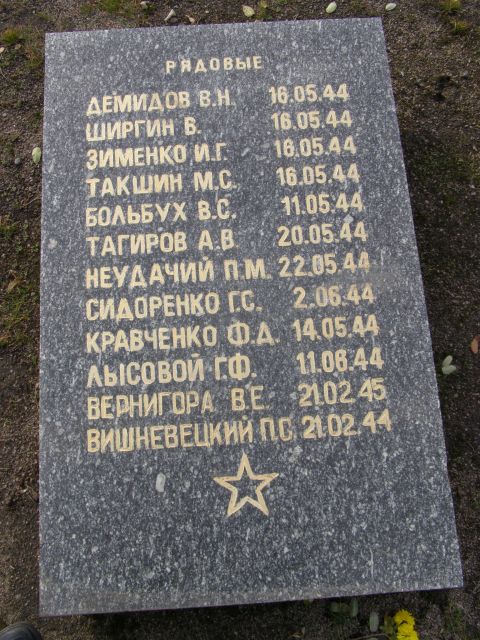 РЯДОВЫЕ
ДЕМИДОВ В.Н. 16.05.44
ШИРГИН В. 16.05.44
ЗИМЕНКО И.Г. 16.05.44
ТАКШИН М.С. 16.05.44
БОЛЬБУХ В.С. 11.05.44
ТАГИРОВ А.В. 20.05.44
НЕУДАЧИЙ П.М. 22.05.44
СИДОРЕНКО Г.С. 2.06.44
КРАВЧЕНКО Ф.Д. 14.05.44
ЛЫСОВОЙ Г.Ф. 11.06.44
ВЕРНИГОРА В.Е. 21.02.45
ВИШНЕВЕЦКИЙ П.С. 21.02.44